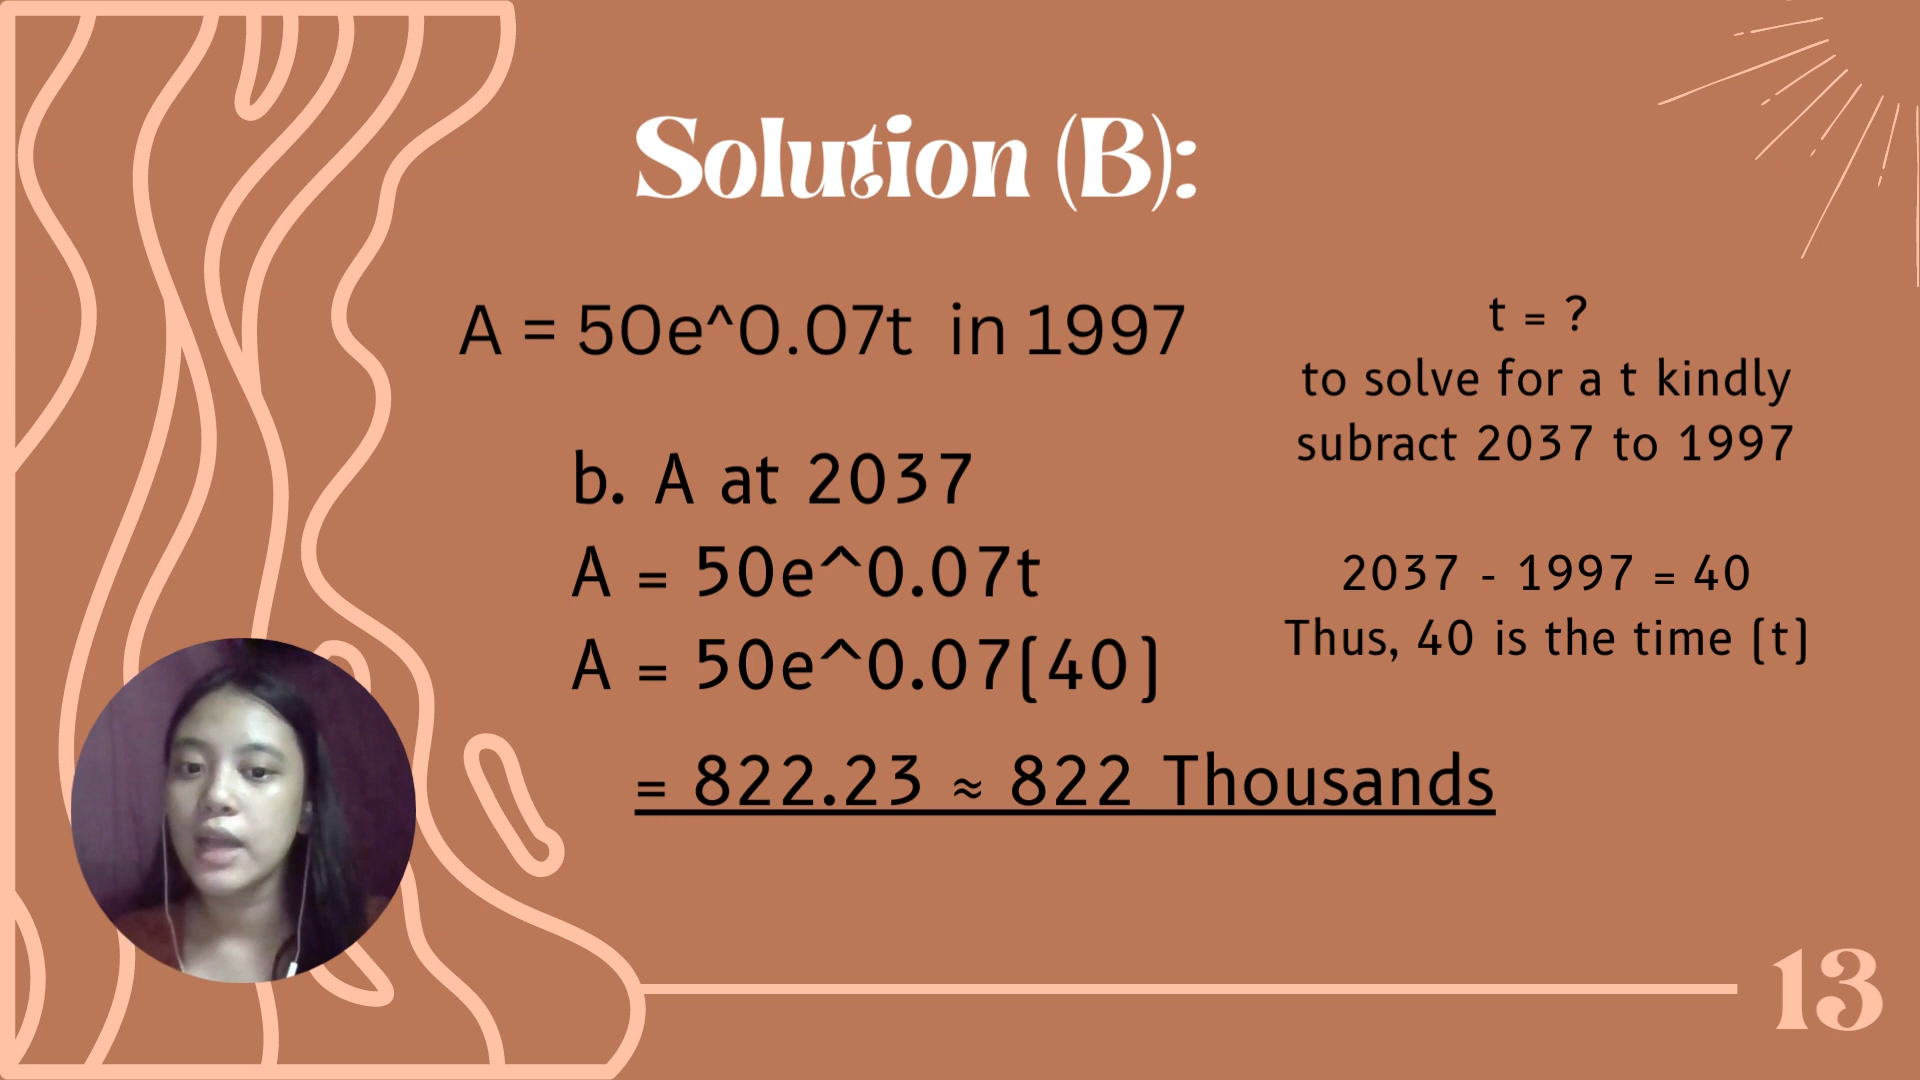 Solution (B):
A = 50e^0.07t in 1997
b. A at 2037
A = 50e^0.07t
A = 50e^0.07(40)
= 822.23 ≈ 822 Thousands
t = ?
to solve for a t kindly
subract 2037 to 1997
2037 - 1997 = 40
Thus, 40 is the time (t)
13